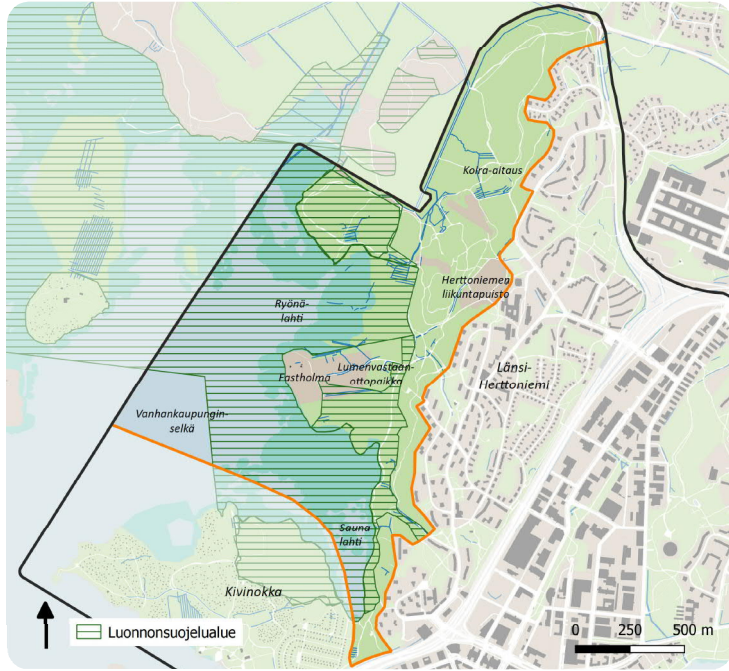 Koira-aitaus
Herttoniemen
liikuntapuisto
Ryönä-
lahti
Fastholma
Lumenvastaan-
ottopaikka
Länsi-
Herttoniemi
Vanhankaupungin-
selkä
Sauna
lahti
Kivinokka
Luonnonsuojelualue
0 250 500 m